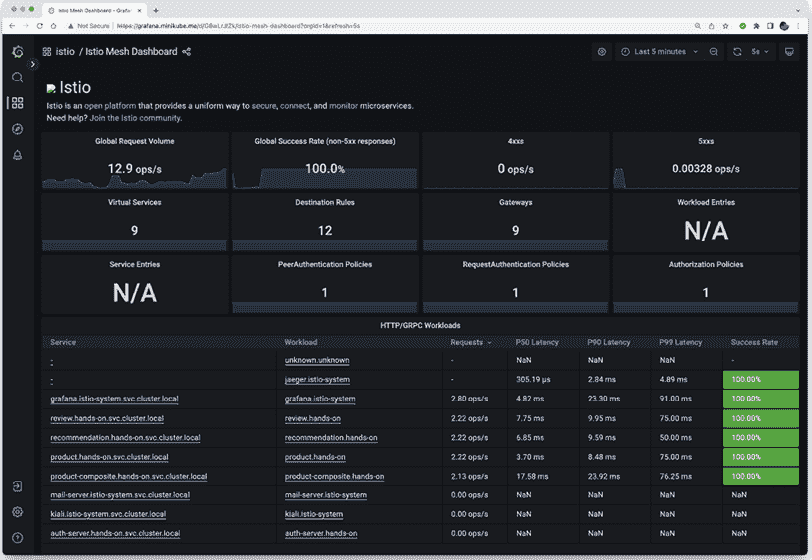 Istio Mesh Dashboard - Grafana
Not Secure
istio / Istio Mesh Dashboard
Last 5 minutes
5s
Istio
Istio is an open platform that provides a uniform way to secure, connect, and monitor microservices.
Need help? Join the Istio community.
Global Request Volume
12.9 ops/s
Global Success Rate (non-5xx responses)
100.0%
4xxs
0 ops/s
5xxs
0.00328 ops/s
Virtual Services
9
Destination Rules
12
Gateways
9
Workload Entries
N/A
Service Entries
N/A
PeerAuthentication Policies
1
RequestAuthentication Policies
1
Authorization Policies
1
HTTP/GRPC Workloads
Service Workload Requests P50 Latency P90 Latency P99 Latency Success Rate
- unknown.unknown - NaN NaN NaN -
- jaeger.istio-system - 305.19 µs 2.84 ms 4.89 ms 100.00%
grafana.istio-system.svc.cluster.local grafana.istio-system 2.80 ops/s 4.82 ms 23.30 ms 91.00 ms 100.00%
review.hands-on.svc.cluster.local review.hands-on 2.22 ops/s 7.75 ms 9.95 ms 75.00 ms 100.00%
recommendation.hands-on.svc.cluster.local recommendation.hands-on 2.22 ops/s 6.85 ms 9.59 ms 50.00 ms 100.00%
product.hands-on.svc.cluster.local product.hands-on 2.22 ops/s 3.70 ms 8.48 ms 75.00 ms 100.00%
product-composite.hands-on.svc.cluster.local product-composite.hands-on 2.13 ops/s 17.58 ms 23.92 ms 76.25 ms 100.00%
mail-server.istio-system.svc.cluster.local mail-server.istio-system 0.00 ops/s NaN NaN NaN NaN
kiali.istio-system.svc.cluster.local kiali.istio-system 0.00 ops/s NaN NaN NaN NaN
auth-server.hands-on.svc.cluster.local auth-server.hands-on 0.00 ops/s NaN NaN NaN NaN